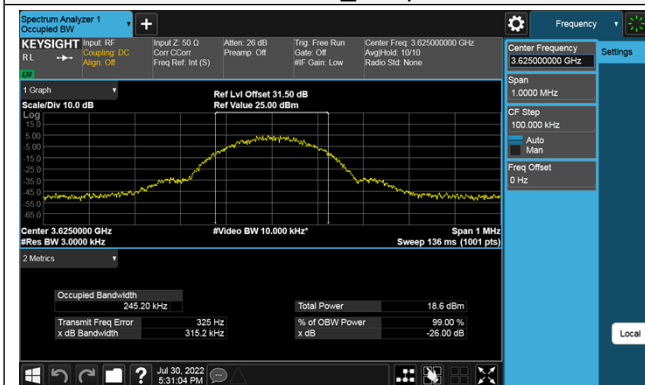 Spectrum Analyzer 1
Occupied BW
Frequency
KEYSIGHT
RL
Input: RF
Coupling: DC
Align: Off
Input Z: 50 Ω
Corr CCorr
Freq Ref: Int (S)
Atten: 26 dB
Preamp: Off
Trig: Free Run
Gate: Off
#IF Gain: Low
Center Freq: 3.625000000 GHz
Avg|Hold: 10/10
Radio Std: None
Center Frequency
3.625000000 GHz
Settings
Span
1.0000 MHz
CF Step
100.000 kHz
Auto
Man
Freq Offset
0 Hz
1 Graph
Scale/Div 10.0 dB
Ref Lvl Offset 31.50 dB
Ref Value 25.00 dBm
Log
15.0
5.00
-5.00
-15.0
-25.0
-35.0
-45.0
-55.0
-65.0
Center 3.6250000 GHz
#Video BW 10.000 kHz*
Span 1 MHz
#Res BW 3.0000 kHz
Sweep 136 ms (1001 pts)
2 Metrics
Occupied Bandwidth
245.20 kHz
Total Power 18.6 dBm
Transmit Freq Error 325 Hz
% of OBW Power 99.00 %
x dB Bandwidth 315.2 kHz
x dB -26.00 dB
Local
?
Jul 30, 2022
5:31:04 PM